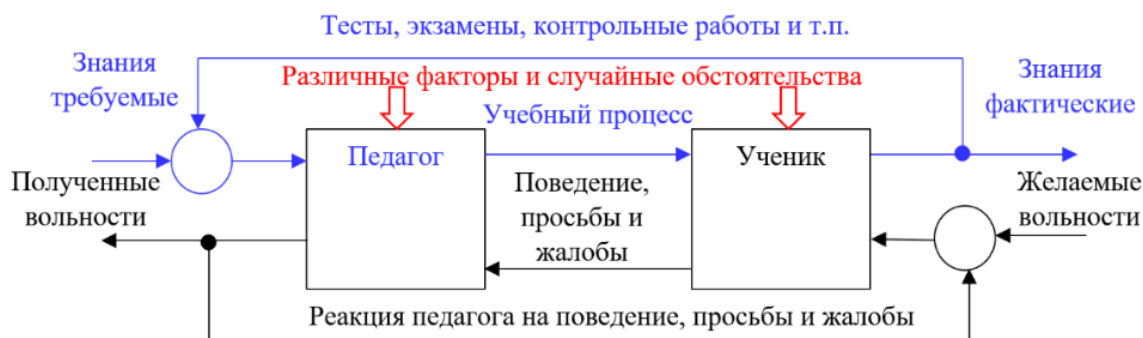 Тесты, экзамены, контрольные работы и т.п.
Знания
требуемые
Различные факторы и случайные обстоятельства
Знания
фактические
Учебный процесс
Педагог
Ученик
Полученные
вольности
Поведение,
просьбы и
жалобы
Желаемые
вольности
Реакция педагога на поведение, просьбы и жалобы